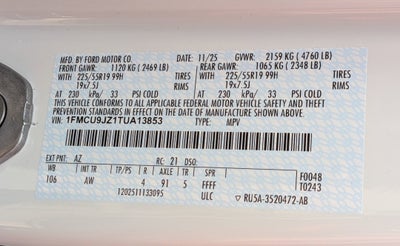 MFD. BY FORD MOTOR CO. DATE: 11/25 GVWR: 2159 KG ( 4760 LB)
FRONT GAWR: 1120 KG ( 2469 LB) REAR GAWR: 1065 KG ( 2348 LB)
WITH 225/55R19 99H TIRES WITH 225/55R19 99H TIRES
19x7.5J RIMS 19x7.5J RIMS
AT 230 kPa/ 33 PSI COLD AT 230 kPa/ 33 PSI COLD
THIS VEHICLE CONFORMS TO ALL APPLICABLE FEDERAL MOTOR VEHICLE SAFETY AND THEFT
PREVENTION STANDARDS IN EFFECT ON THE DATE OF MANUFACTURE SHOWN ABOVE.
VIN: 1FMCU9JZ1TUA13853 TYPE: MPV
EXT PNT: AZ RC: 21 DSO:
WB INT TR TP/PS R AXLE TR SPR
106 AW 4 91 5 FFFF
1202511133095 ULC
F0048
T0243
RU5A-3520472-AB